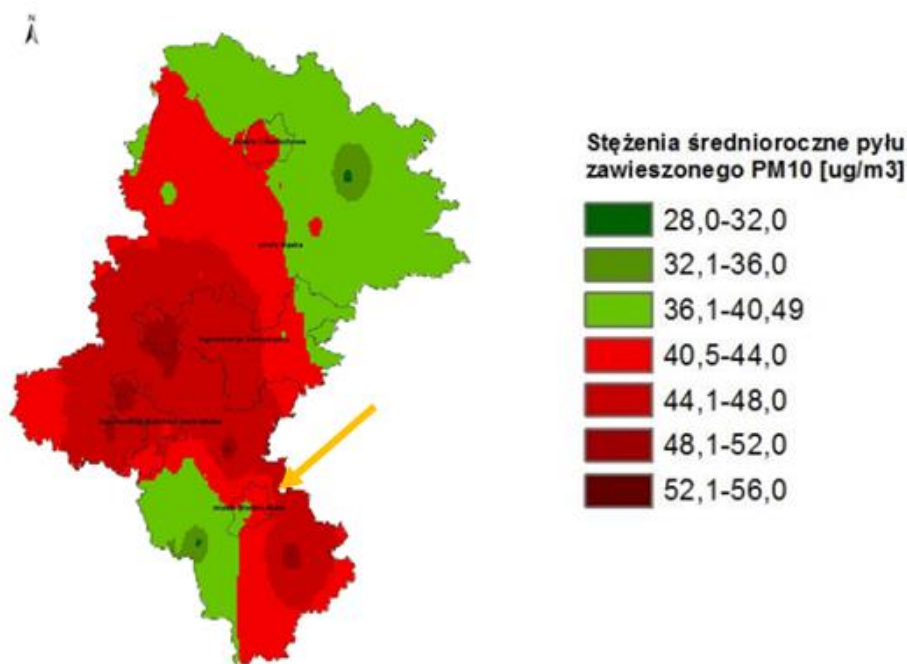 N
Stężenia średnioroczne pyłu
zawieszonego PM10 [ug/m3]
28,0-32,0
32,1-36,0
36,1-40,49
40,5-44,0
44,1-48,0
48,1-52,0
52,1-56,0